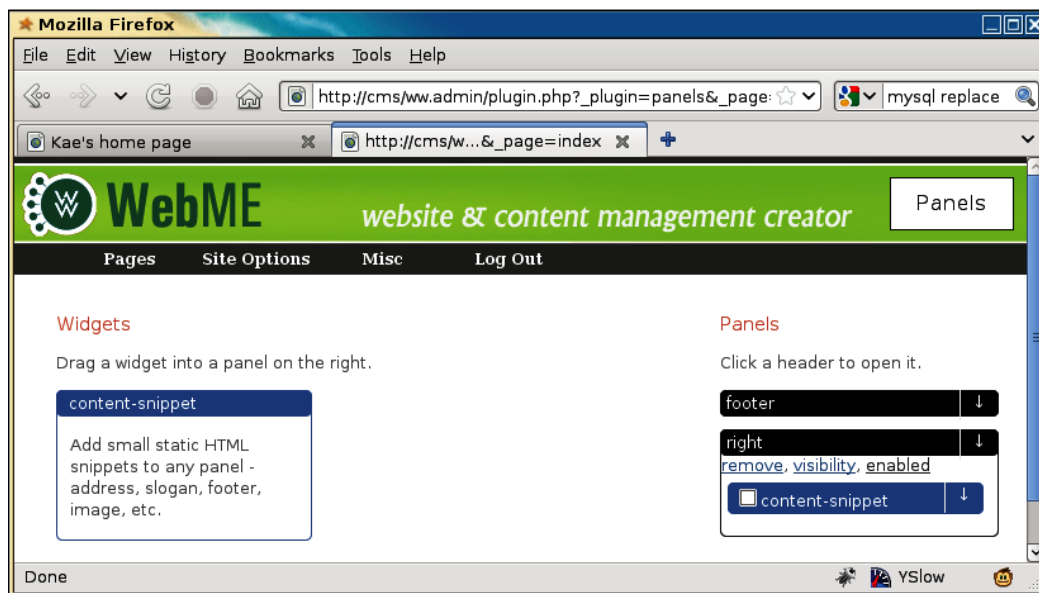 Mozilla Firefox
File Edit View History Bookmarks Tools Help
http://cms/ww.admin/plugin.php?_plugin=panels&_page: mysql replace
Kae's home page http://cms/w...&_page=index
W WebME website & content management creator Panels
Pages Site Options Misc Log Out
Widgets
Drag a widget into a panel on the right.
content-snippet
Add small static HTML
snippets to any panel -
address, slogan, footer,
image, etc.
Panels
Click a header to open it.
footer ↓
right ↓
remove, visibility, enabled
content-snippet ↓
Done YSlow